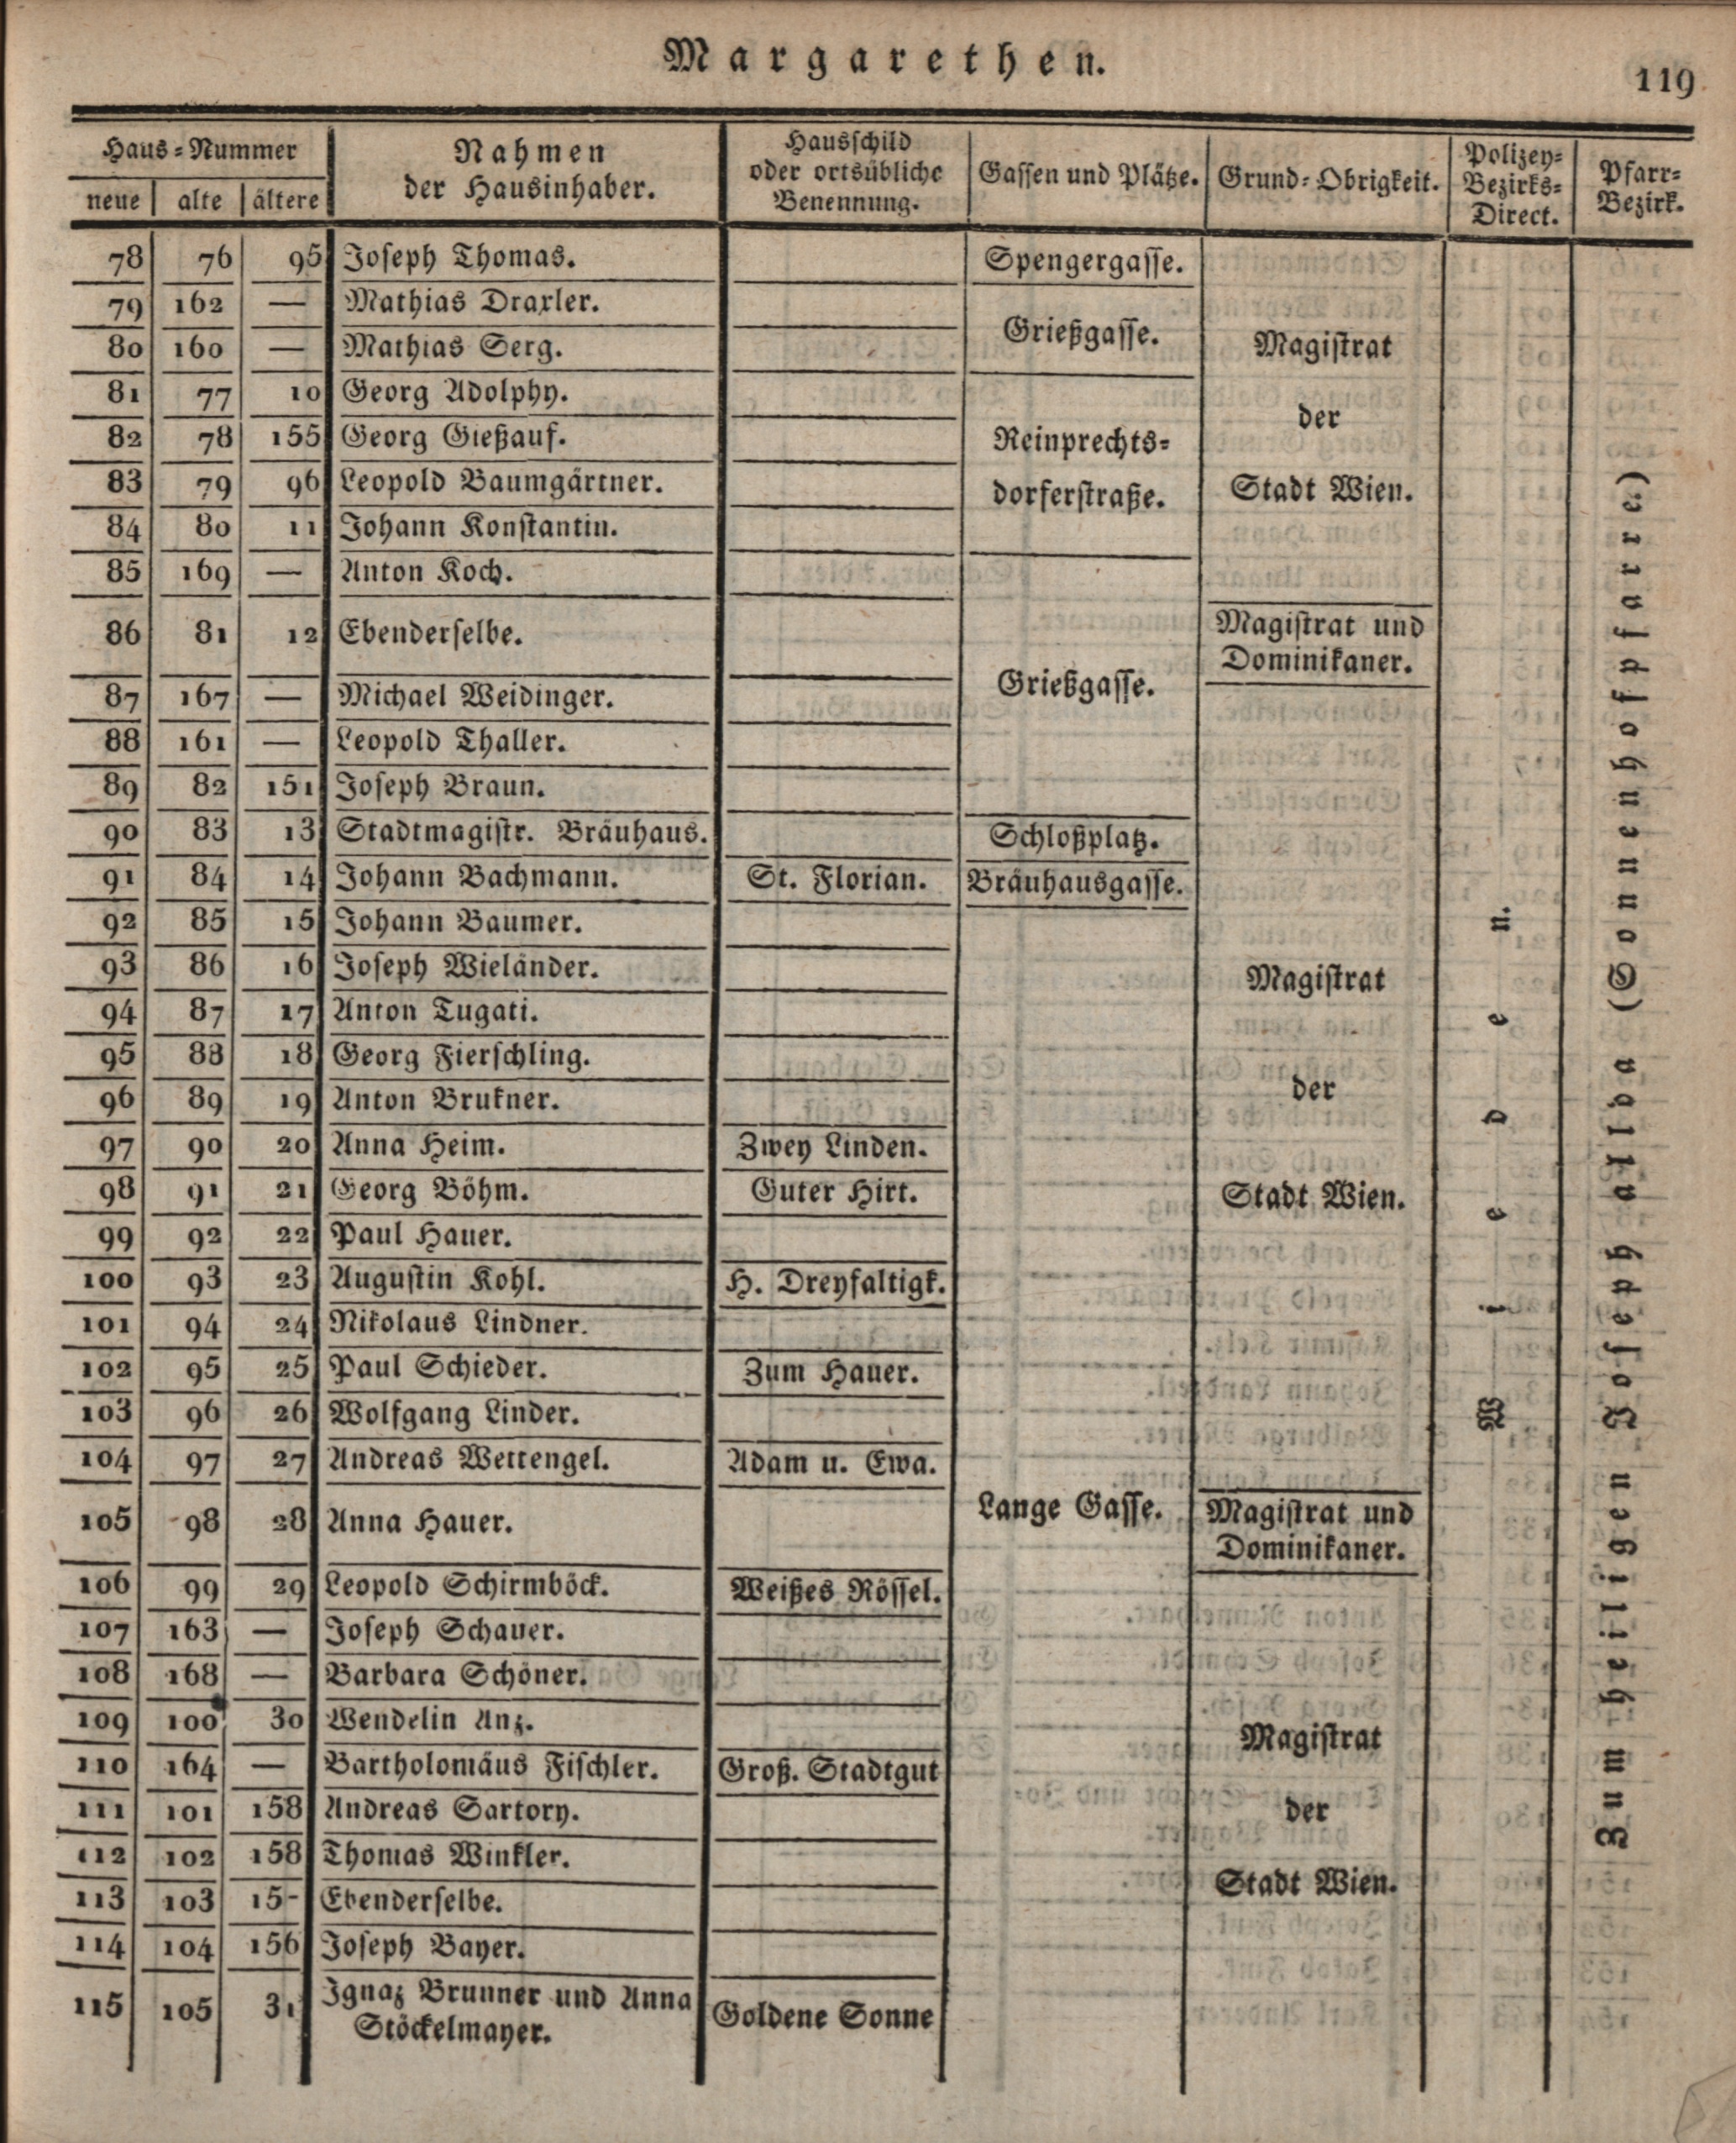 Margarethen.
119
Haus-Nummer
neue alte ältere
Nahmen
der Hausinhaber.
Hausschild
oder ortsübliche
Benennung.
Gassen und Plätze.
Grund-Obrigkeit.
Polizey-
Bezirks-
Direct.
Pfarr-
Bezirk.
78 76 95 Joseph Thomas. Spengergasse.
79 162 — Mathias Draxler.
Grießgasse.
80 160 — Mathias Serg. Magistrat
81 77 10 Georg Adolphy.
der
82 78 155 Georg Gießauf. Reinprechts-
83 79 96 Leopold Baumgärtner. dorferstraße. Stadt Wien.
84 80 11 Johann Konstantin.
85 169 — Anton Koch.
86 81 12 Ebenderselbe. Magistrat und
Dominikaner.
87 167 — Michael Weidinger. Grießgasse.
88 161 — Leopold Thaller.
89 82 151 Joseph Braun.
90 83 13 Stadtmagistr. Bräuhaus. Schloßplatz.
91 84 14 Johann Bachmann. St. Florian. Bräuhausgasse.
92 85 15 Johann Baumer.
93 86 16 Joseph Wieländer. Magistrat
94 87 17 Anton Tugati.
95 88 18 Georg Fierschling.
96 89 19 Anton Brukner. der
97 90 20 Anna Heim. Zwey Linden.
98 91 21 Georg Böhm. Guter Hirt. Stadt Wien.
99 92 22 Paul Hauer.
100 93 23 Augustin Kohl. H. Dreyfaltigk.
101 94 24 Nikolaus Lindner.
102 95 25 Paul Schieder. Zum Hauer.
103 96 26 Wolfgang Linder.
104 97 27 Andreas Wettengel. Adam u. Ewa.
105 98 28 Anna Hauer. Lange Gasse. Magistrat und
Dominikaner.
106 99 29 Leopold Schirmböck. Weißes Rössel.
107 163 — Joseph Schauer.
108 168 — Barbara Schöner.
109 100 30 Wendelin Anz. Magistrat
110 164 — Bartholomäus Fischler. Groß. Stadtgut
111 101 158 Andreas Sartory. der
112 102 158 Thomas Winkler.
113 103 15- Ebenderselbe. Stadt Wien.
114 104 156 Joseph Bayer.
115 105 31 Ignaz Brunner und Anna
Stöckelmayer. Goldene Sonne
Wieden.
Zum heiligen Joseph allda (Sonnenhofpfarre.)